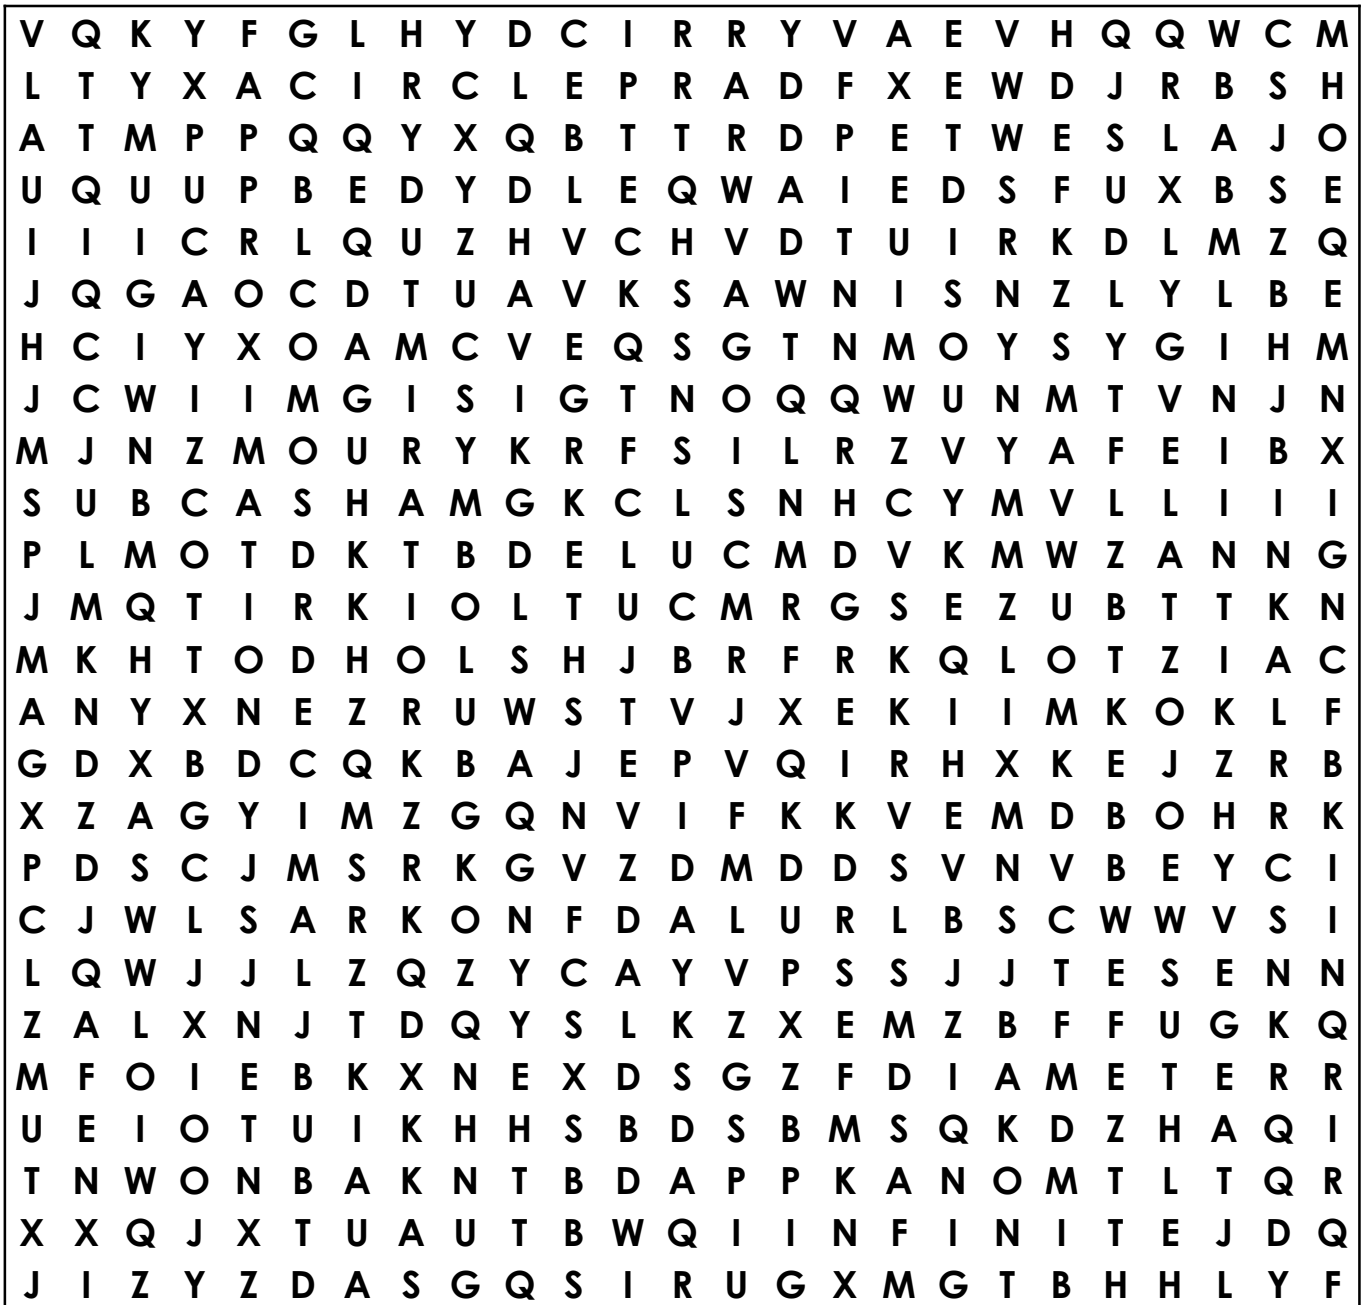 V Q K Y F G L H Y D C I R R Y V A E V H Q Q W C M
L T Y X A C I R C L E P R A D F X E W D J R B S H
A T M P P Q Q Y X Q B T T R D P E T W E S L A J O
U Q U U P B E D Y D L E Q W A I E D S F U X B S E
I I I C R L Q U Z H V C H V D T U I R K D L M Z Q
J Q G A O C D T U A V K S A W N I S N Z L Y L B E
H C I Y X O A M C V E Q S G T N M O Y S Y G I H M
J C W I I M G I S I G T N O Q Q W U N M T V N J N
M J N Z M O U R Y K R F S I L R Z V Y A F E I B X
S U B C A S H A M G K C L S N H C Y M V L L I I I
P L M O T D K T B D E L U C M D V K M W Z A N N G
J M Q T I R K I O L T U C M R G S E Z U B T T K N
M K H T O D H O L S H J B R F R K Q L O T Z I A C
A N Y X N E Z R U W S T V J X E K I I M K O K L F
G D X B D C Q K B A J E P V Q I R H X K E J Z R B
X Z A G Y I M Z G Q N V I F K K V E M D B O H R K
P D S C J M S R K G V Z D M D D S V N V B E Y C I
C J W L S A R K O N F D A L U R L B S C W W V S I
L Q W J J L Z Q Z Y C A Y V P S S J J T E S E N N
Z A L X N J T D Q Y S L K Z X E M Z B F F U G K Q
M F O I E B K X N E X D S G Z F D I A M E T E R R
U E I O T U I K H H S B D S B M S Q K D Z H A Q I
T N W O N B A K N T B D A P P K A N O M T L T Q R
X X Q J X T U A U T B W Q I I N F I N I T E J D Q
J I Z Y Z D A S G Q S I R U G X M G T B H H L Y F